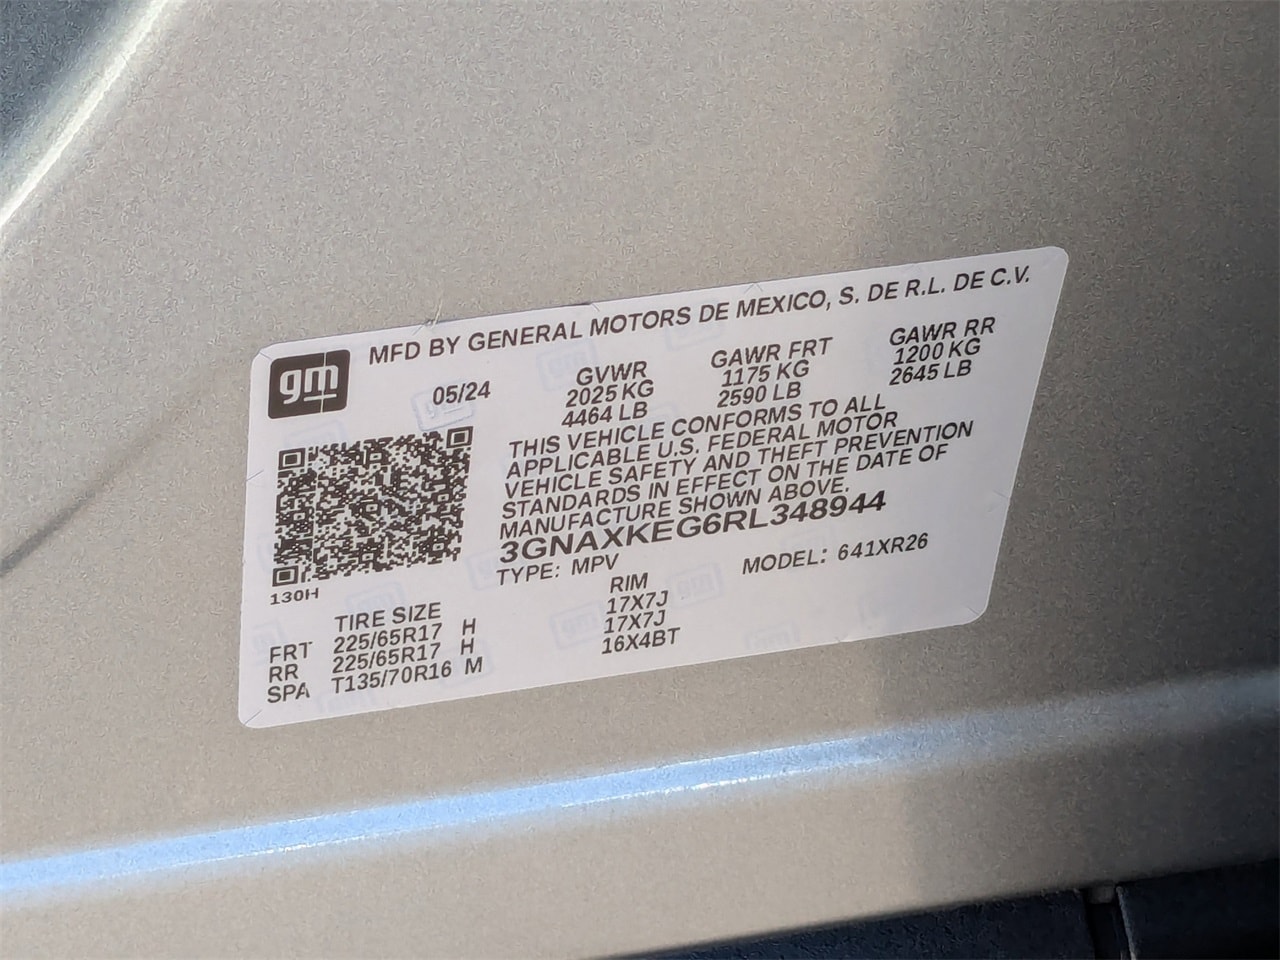 MFD BY GENERAL MOTORS DE MEXICO, S. DE R.L. DE C.V.
gm
05/24
GVWR GAWR FRT GAWR RR
2025 KG 1175 KG 1200 KG
4464 LB 2590 LB 2645 LB
THIS VEHICLE CONFORMS TO ALL
APPLICABLE U.S. FEDERAL MOTOR
VEHICLE SAFETY AND THEFT PREVENTION
STANDARDS IN EFFECT ON THE DATE OF
MANUFACTURE SHOWN ABOVE.
3GNAXKEG6RL348944
TYPE: MPV MODEL: 641XR26
130H
TIRE SIZE RIM
FRT 225/65R17 H 17X7J
RR 225/65R17 H 17X7J
SPA T135/70R16 M 16X4BT